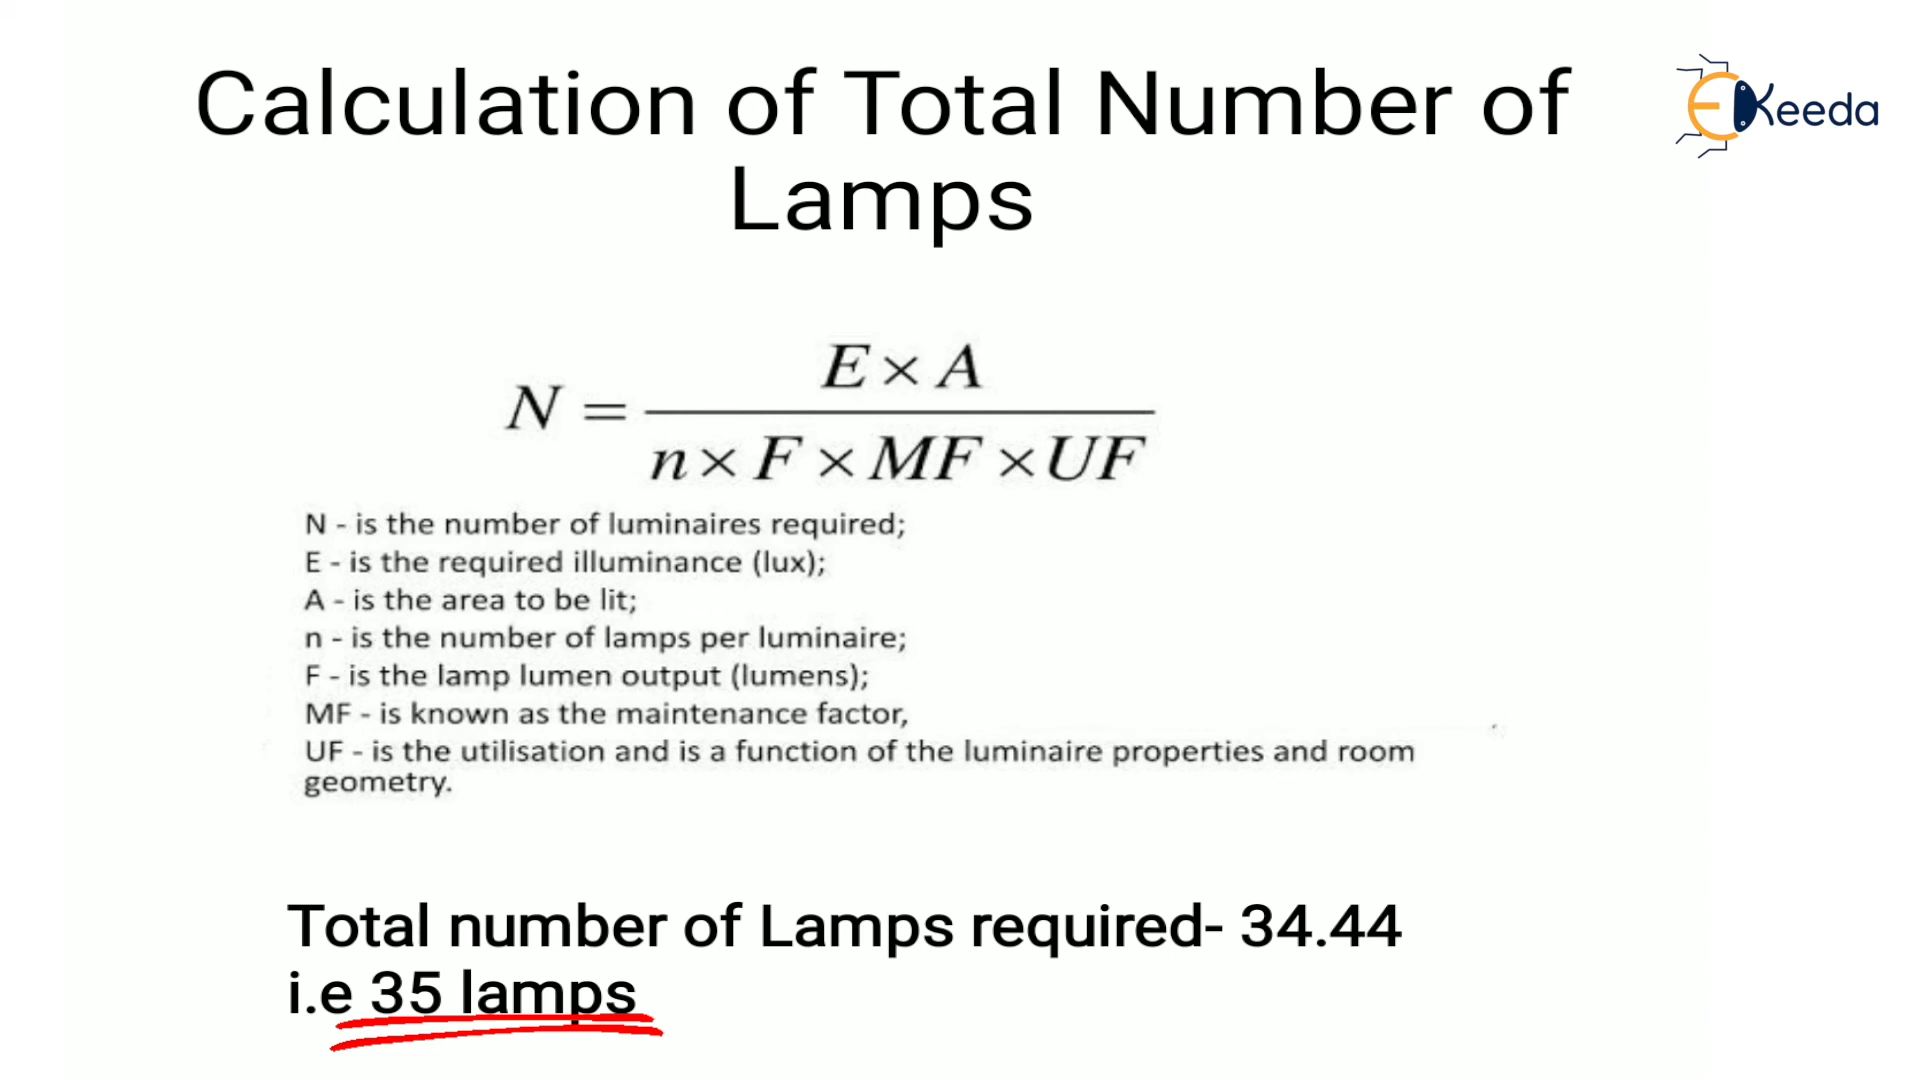 Calculation of Total Number of
Lamps
EKeeda
N = E × A / n × F × MF × UF
N - is the number of luminaires required;
E - is the required illuminance (lux);
A - is the area to be lit;
n - is the number of lamps per luminaire;
F - is the lamp lumen output (lumens);
MF - is known as the maintenance factor,
UF - is the utilisation and is a function of the luminaire properties and room
geometry.
Total number of Lamps required- 34.44
i.e 35 lamps